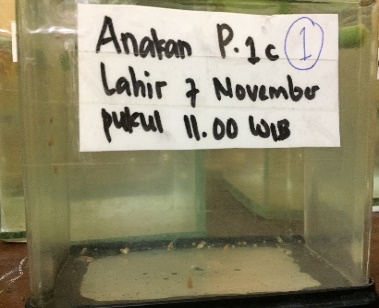 Anakan P.1c 1
Lahir 7 November
pukul 11.00 WIB